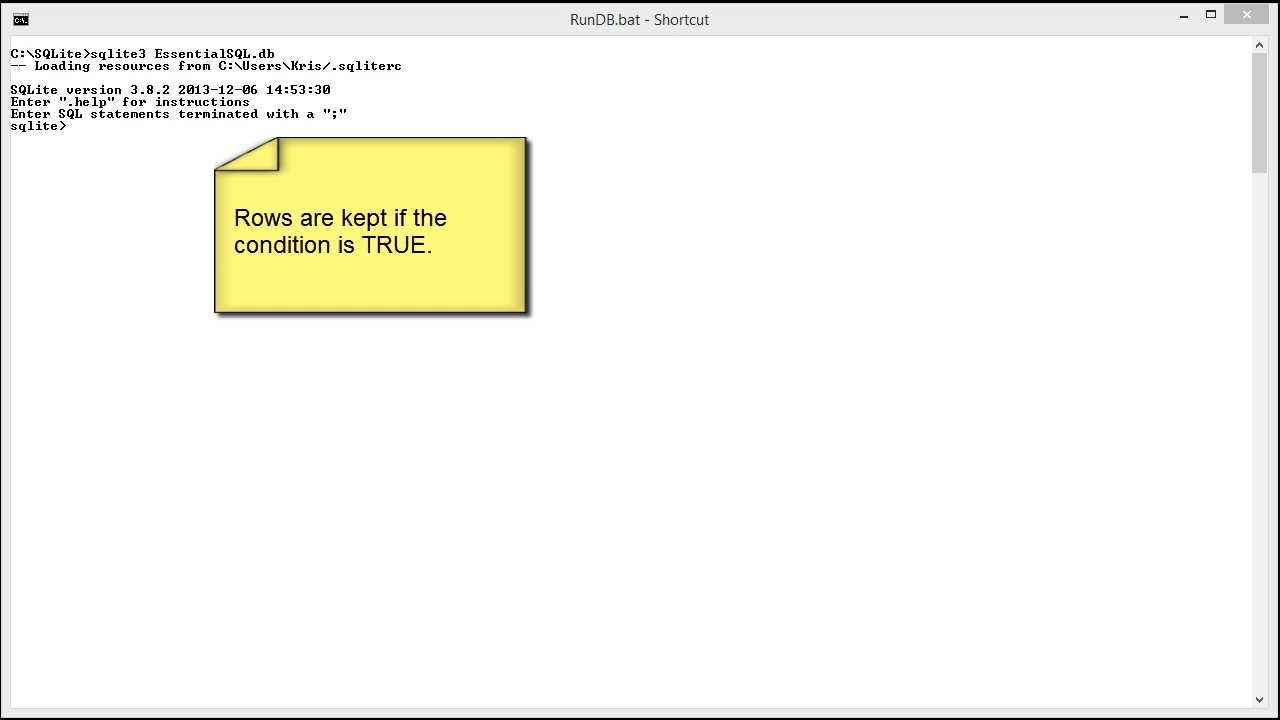 RunDB.bat - Shortcut
C:\SQLite>sqlite3 EssentialSQL.db
-- Loading resources from C:\Users\Kris/.sqliterc
SQLite version 3.8.2 2013-12-06 14:53:30
Enter ".help" for instructions
Enter SQL statements terminated with a ";"
sqlite>
Rows are kept if the
condition is TRUE.